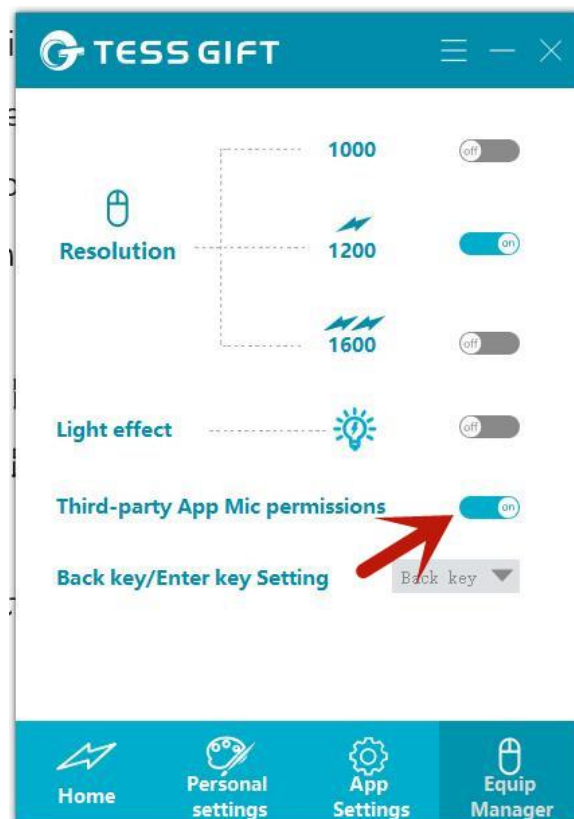 TESS GIFT
1000
off
1200
on
Resolution
1600
off
Light effect
off
Third-party App Mic permissions
on
Back key/Enter key Setting
Back key
Home
Personal
settings
App
Settings
Equip
Manager